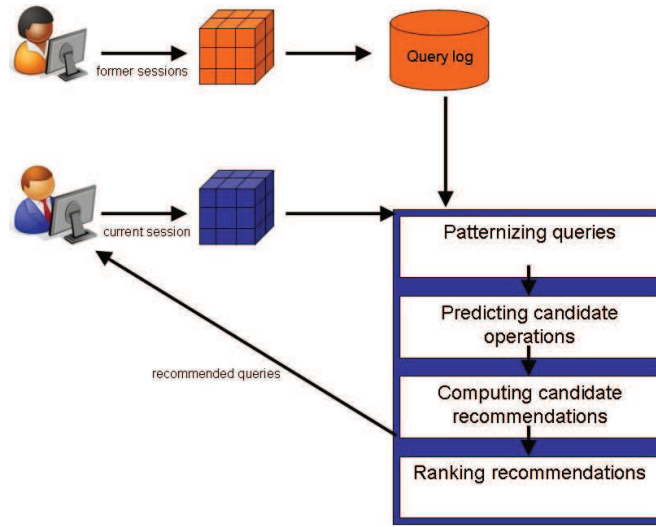 former sessions
Query log
current session
Patternizing queries
Predicting candidate
operations
recommended queries
Computing candidate
recommendations
Ranking recommendations